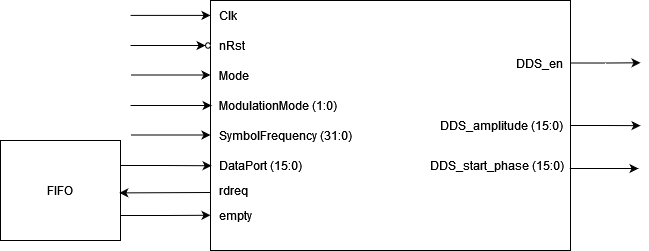 Clk
nRst
DDS_en
Mode
ModulationMode (1:0)
DDS_amplitude (15:0)
SymbolFrequency (31:0)
DataPort (15:0)
DDS_start_phase (15:0)
FIFO
rdreq
empty